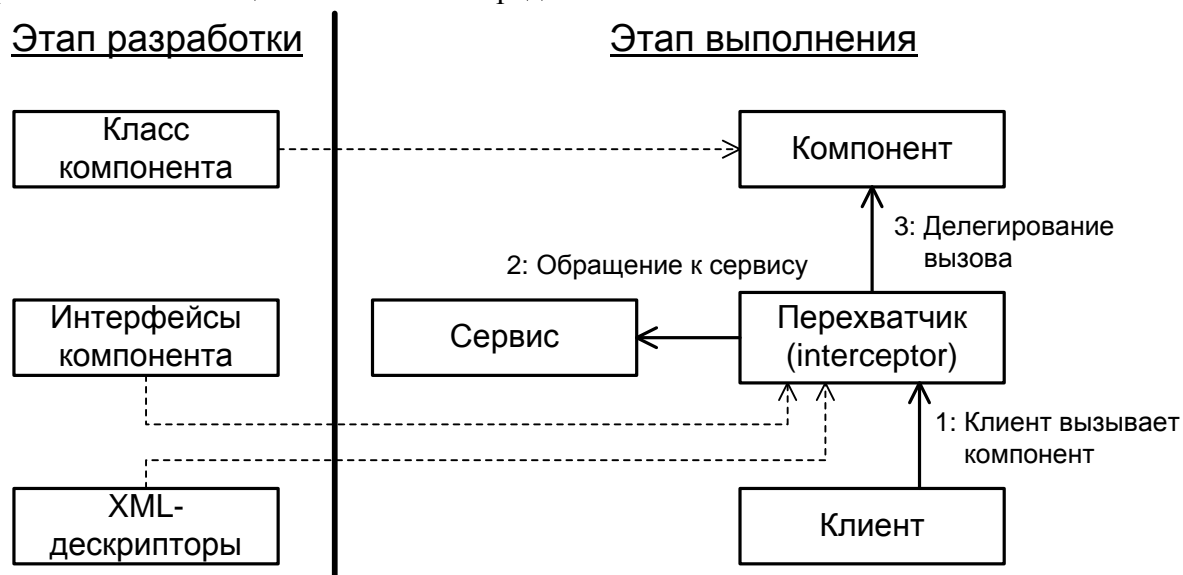 Этап разработки
Этап выполнения
Класс
компонента
Компонент
3: Делегирование
вызова
2: Обращение к сервису
Интерфейсы
компонента
Сервис
Перехватчик
(interceptor)
1: Клиент вызывает
компонент
XML-
дескрипторы
Клиент